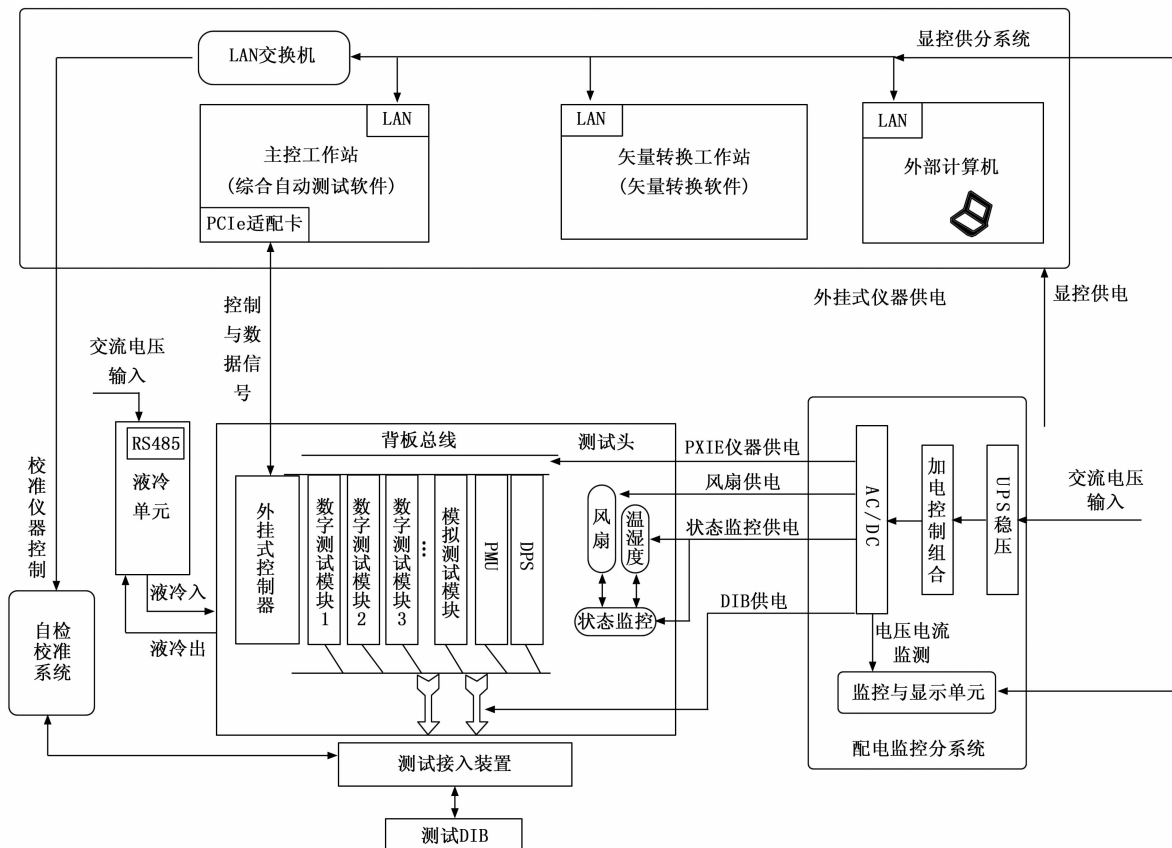 显控供分系统
LAN交换机
LAN
主控工作站
(综合自动测试软件)
PCIe适配卡
LAN
矢量转换工作站
(矢量转换软件)
LAN
外部计算机
控制
与数
据信
号
外挂式仪器供电
显控供电
交流电压
输入
RS485
液冷
单元
液冷入
液冷出
校准仪器控制
自检
校准
系统
背板总线
测试头
外挂式控制器
数字测试模块1
数字测试模块2
数字测试模块3
...
模拟测试模块
PMU
DPS
风扇
温湿度
状态监控
PXIE仪器供电
风扇供电
状态监控供电
DIB供电
AC/DC
加电控制组合
UPS稳压
交流电压
输入
电压电流
监测
监控与显示单元
配电监控分系统
测试接入装置
测试DIB